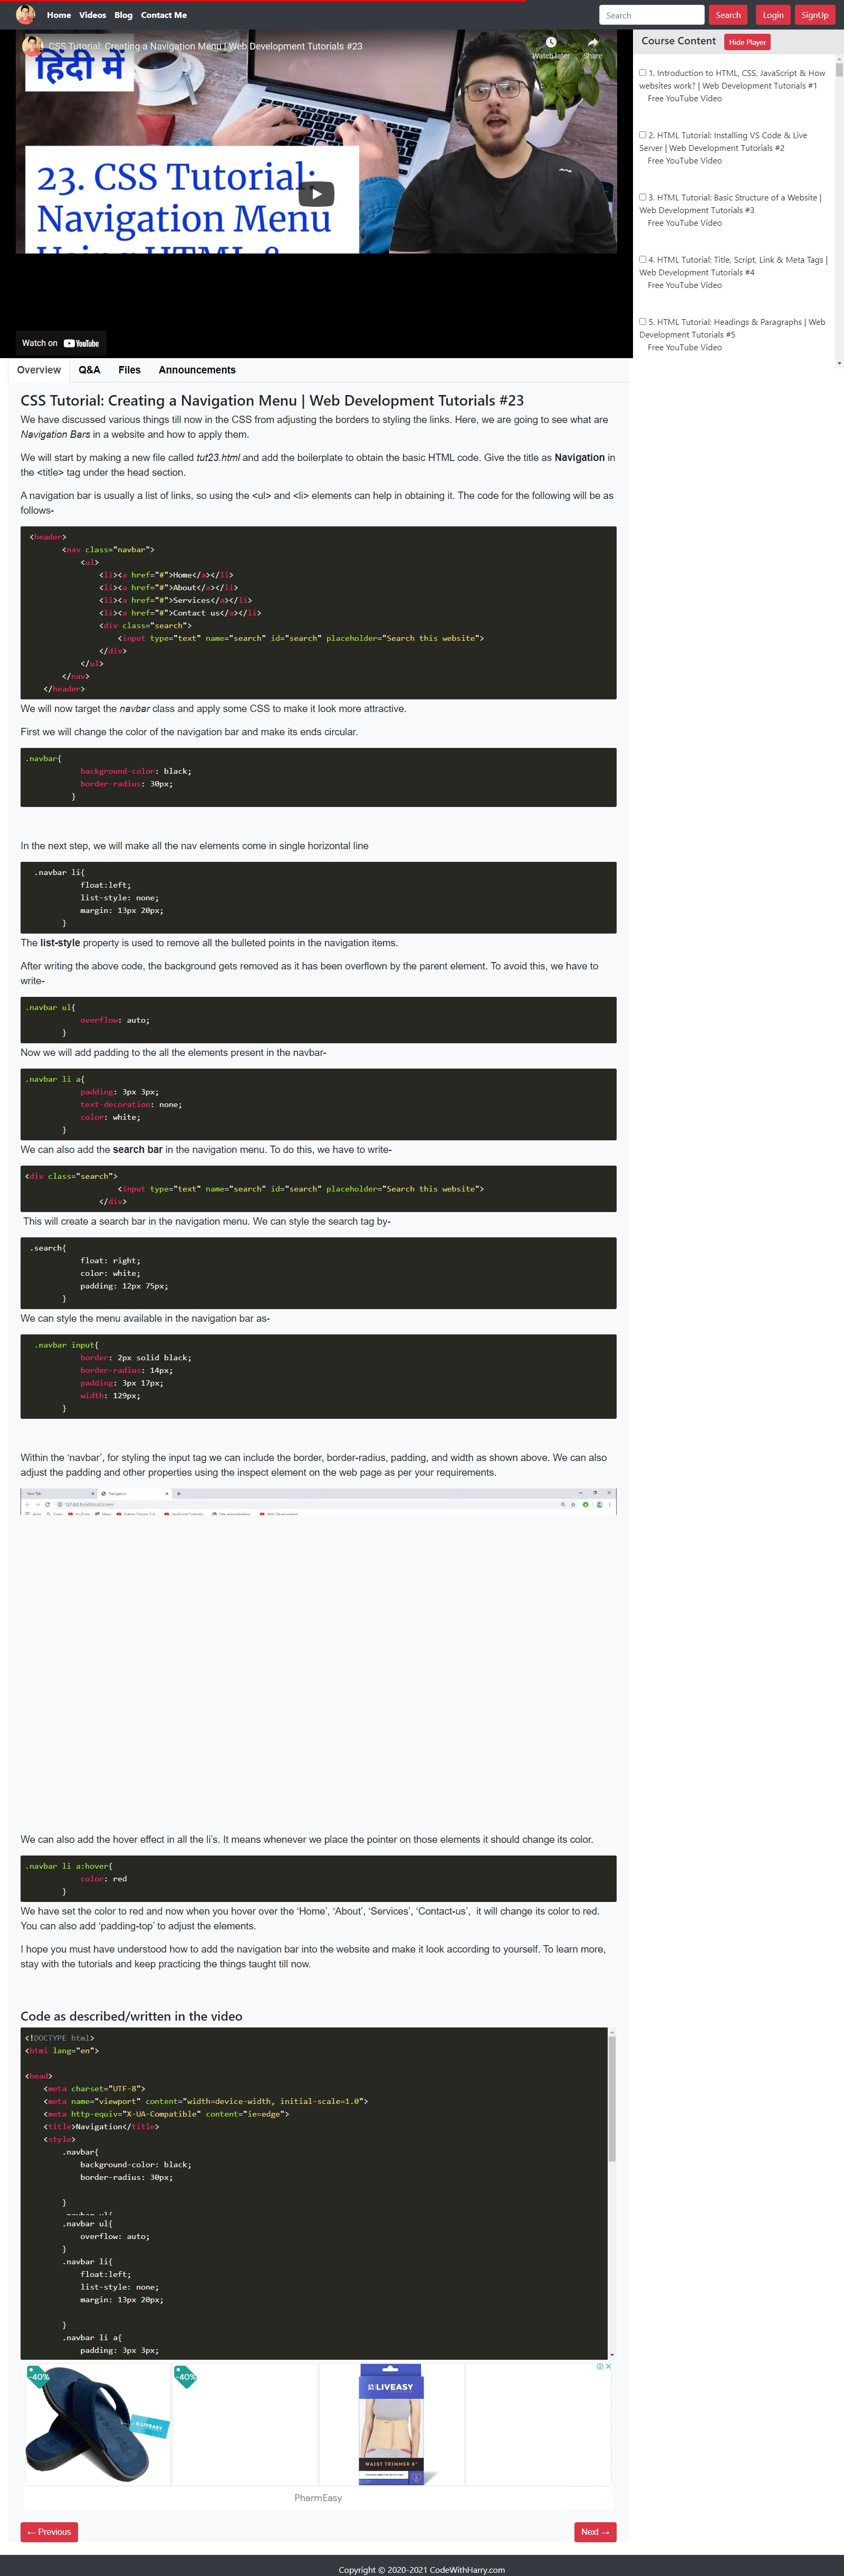 Home Videos Blog Contact Me Search Search Login SignUp
CSS Tutorial: Creating a Navigation Menu | Web Development Tutorials #23
Watch later Share
हिंदी में
23. CSS Tutorial:
Navigation Menu
Using HTML &
Watch on YouTube
Course Content Hide Player
1. Introduction to HTML, CSS, JavaScript & How
websites work? | Web Development Tutorials #1
Free YouTube Video
2. HTML Tutorial: Installing VS Code & Live
Server | Web Development Tutorials #2
Free YouTube Video
3. HTML Tutorial: Basic Structure of a Website |
Web Development Tutorials #3
Free YouTube Video
4. HTML Tutorial: Title, Script, Link & Meta Tags |
Web Development Tutorials #4
Free YouTube Video
5. HTML Tutorial: Headings & Paragraphs | Web
Development Tutorials #5
Free YouTube Video
Overview Q&A Files Announcements
CSS Tutorial: Creating a Navigation Menu | Web Development Tutorials #23
We have discussed various things till now in the CSS from adjusting the borders to styling the links. Here, we are going to see what are
Navigation Bars in a website and how to apply them.
We will start by making a new file called tut23.html and add the boilerplate to obtain the basic HTML code. Give the title as Navigation in
the <title> tag under the head section.
A navigation bar is usually a list of links, so using the <ul> and <li> elements can help in obtaining it. The code for the following will be as
follows-
<header>
<nav class="navbar">
<ul>
<li><a href="#">Home</a></li>
<li><a href="#">About</a></li>
<li><a href="#">Services</a></li>
<li><a href="#">Contact us</a></li>
<div class="search">
<input type="text" name="search" id="search" placeholder="Search this website">
</div>
</ul>
</nav>
</header>
We will now target the navbar class and apply some CSS to make it look more attractive.
First we will change the color of the navigation bar and make its ends circular.
.navbar{
background-color: black;
border-radius: 30px;
}
In the next step, we will make all the nav elements come in single horizontal line
.navbar li{
float:left;
list-style: none;
margin: 13px 20px;
}
The list-style property is used to remove all the bulleted points in the navigation items.
After writing the above code, the background gets removed as it has been overflown by the parent element. To avoid this, we have to
write-
.navbar ul{
overflow: auto;
}
Now we will add padding to the all the elements present in the navbar-
.navbar li a{
padding: 3px 3px;
text-decoration: none;
color: white;
}
We can also add the search bar in the navigation menu. To do this, we have to write-
<div class="search">
<input type="text" name="search" id="search" placeholder="Search this website">
</div>
This will create a search bar in the navigation menu. We can style the search tag by-
.search{
float: right;
color: white;
padding: 12px 75px;
}
We can style the menu available in the navigation bar as-
.navbar input{
border: 2px solid black;
border-radius: 14px;
padding: 3px 17px;
width: 129px;
}
Within the ‘navbar’, for styling the input tag we can include the border, border-radius, padding, and width as shown above. We can also
adjust the padding and other properties using the inspect element on the web page as per your requirements.
New Tab Navigation
We can also add the hover effect in all the li’s. It means whenever we place the pointer on those elements it should change its color.
.navbar li a:hover{
color: red
}
We have set the color to red and now when you hover over the ‘Home’, ‘About’, ‘Services’, ‘Contact-us’, it will change its color to red.
You can also add ‘padding-top’ to adjust the elements.
I hope you must have understood how to add the navigation bar into the website and make it look according to yourself. To learn more,
stay with the tutorials and keep practicing the things taught till now.
Code as described/written in the video
<!DOCTYPE html>
<html lang="en">
<head>
<meta charset="UTF-8">
<meta name="viewport" content="width=device-width, initial-scale=1.0">
<meta http-equiv="X-UA-Compatible" content="ie=edge">
<title>Navigation</title>
<style>
.navbar{
background-color: black;
border-radius: 30px;
}
.navbar ul{
.navbar ul{
overflow: auto;
}
.navbar li{
float:left;
list-style: none;
margin: 13px 20px;
}
.navbar li a{
padding: 3px 3px;
-40%
LIVEASY
-40%
LIVEASY
WAIST TRIMMER 8"
PharmEasy
← Previous Next →
Copyright © 2020-2021 CodeWithHarry.com